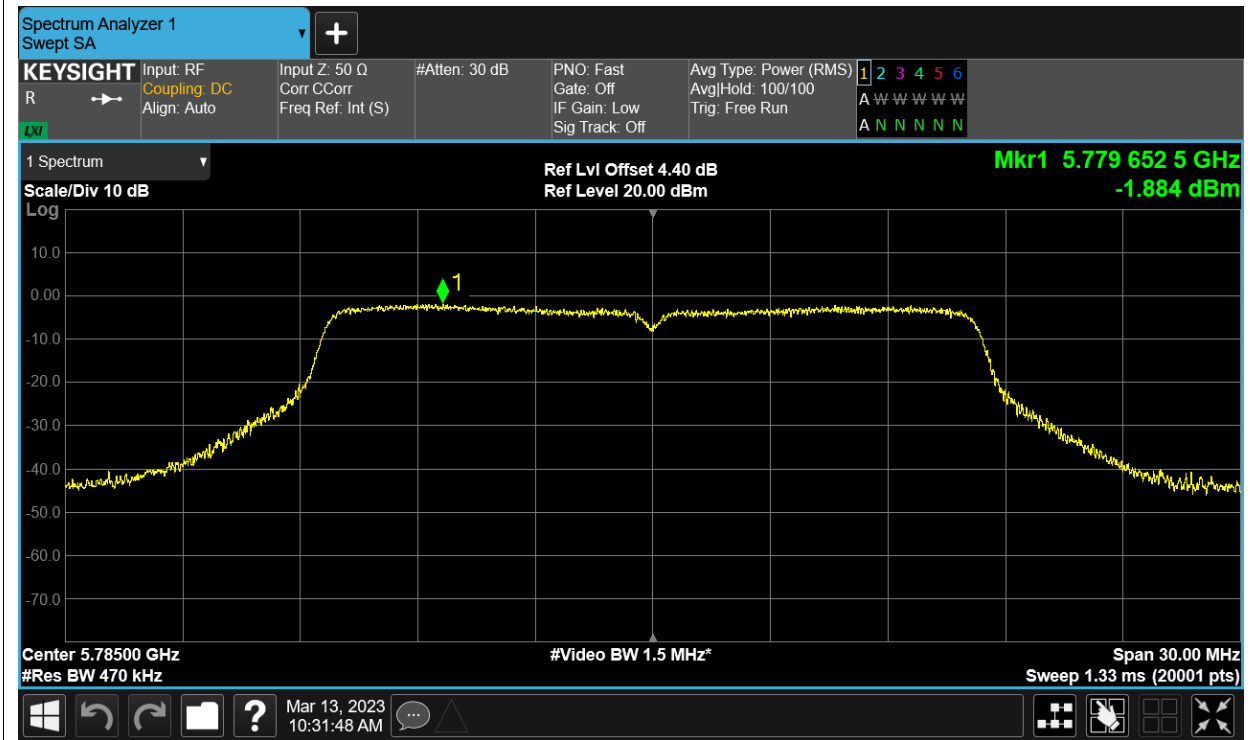 Spectrum Analyzer 1
Swept SA
KEYSIGHT
R
LXI
Input: RF
Coupling: DC
Align: Auto
Input Z: 50 Ω
Corr CCorr
Freq Ref: Int (S)
#Atten: 30 dB
PNO: Fast
Gate: Off
IF Gain: Low
Sig Track: Off
Avg Type: Power (RMS)
Avg|Hold: 100/100
Trig: Free Run
1 2 3 4 5 6
A W W W W W
A N N N N N
1 Spectrum
Scale/Div 10 dB
Log
Ref Lvl Offset 4.40 dB
Ref Level 20.00 dBm
Mkr1 5.779 652 5 GHz
-1.884 dBm
10.0
0.00
-10.0
-20.0
-30.0
-40.0
-50.0
-60.0
-70.0
1
Center 5.78500 GHz
#Res BW 470 kHz
#Video BW 1.5 MHz*
Span 30.00 MHz
Sweep 1.33 ms (20001 pts)
?
Mar 13, 2023
10:31:48 AM